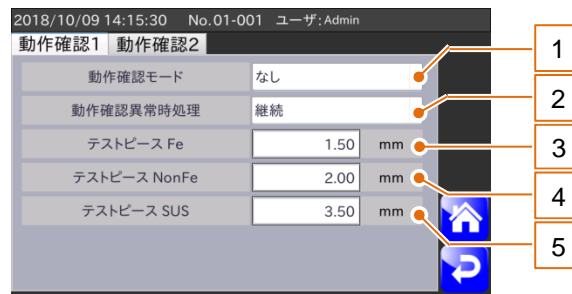 2018/10/09 14:15:30 No.01-001 ユーザ:Admin
動作確認1 動作確認2
動作確認モード なし 1
動作確認異常時処理 継続 2
テストピース Fe 1.50 mm 3
テストピース NonFe 2.00 mm 4
テストピース SUS 3.50 mm 5